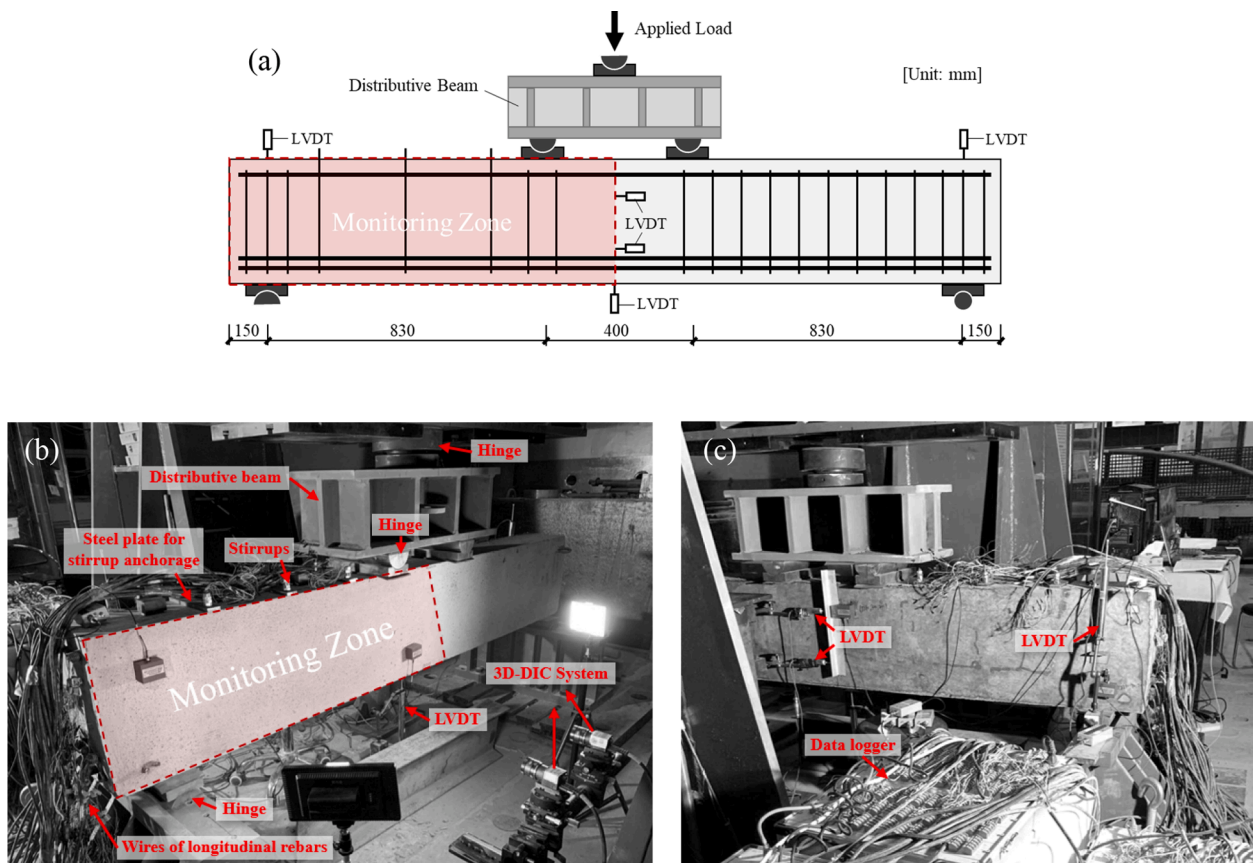 (a)
Applied Load
[Unit: mm]
Distributive Beam
LVDT
LVDT
Monitoring Zone
LVDT
LVDT
150
830
400
830
150
(b)
Hinge
Distributive beam
Hinge
Steel plate for
stirrup anchorage
Stirrups
Monitoring Zone
3D-DIC System
LVDT
Hinge
Wires of longitudinal rebars
(c)
LVDT
LVDT
Data logger